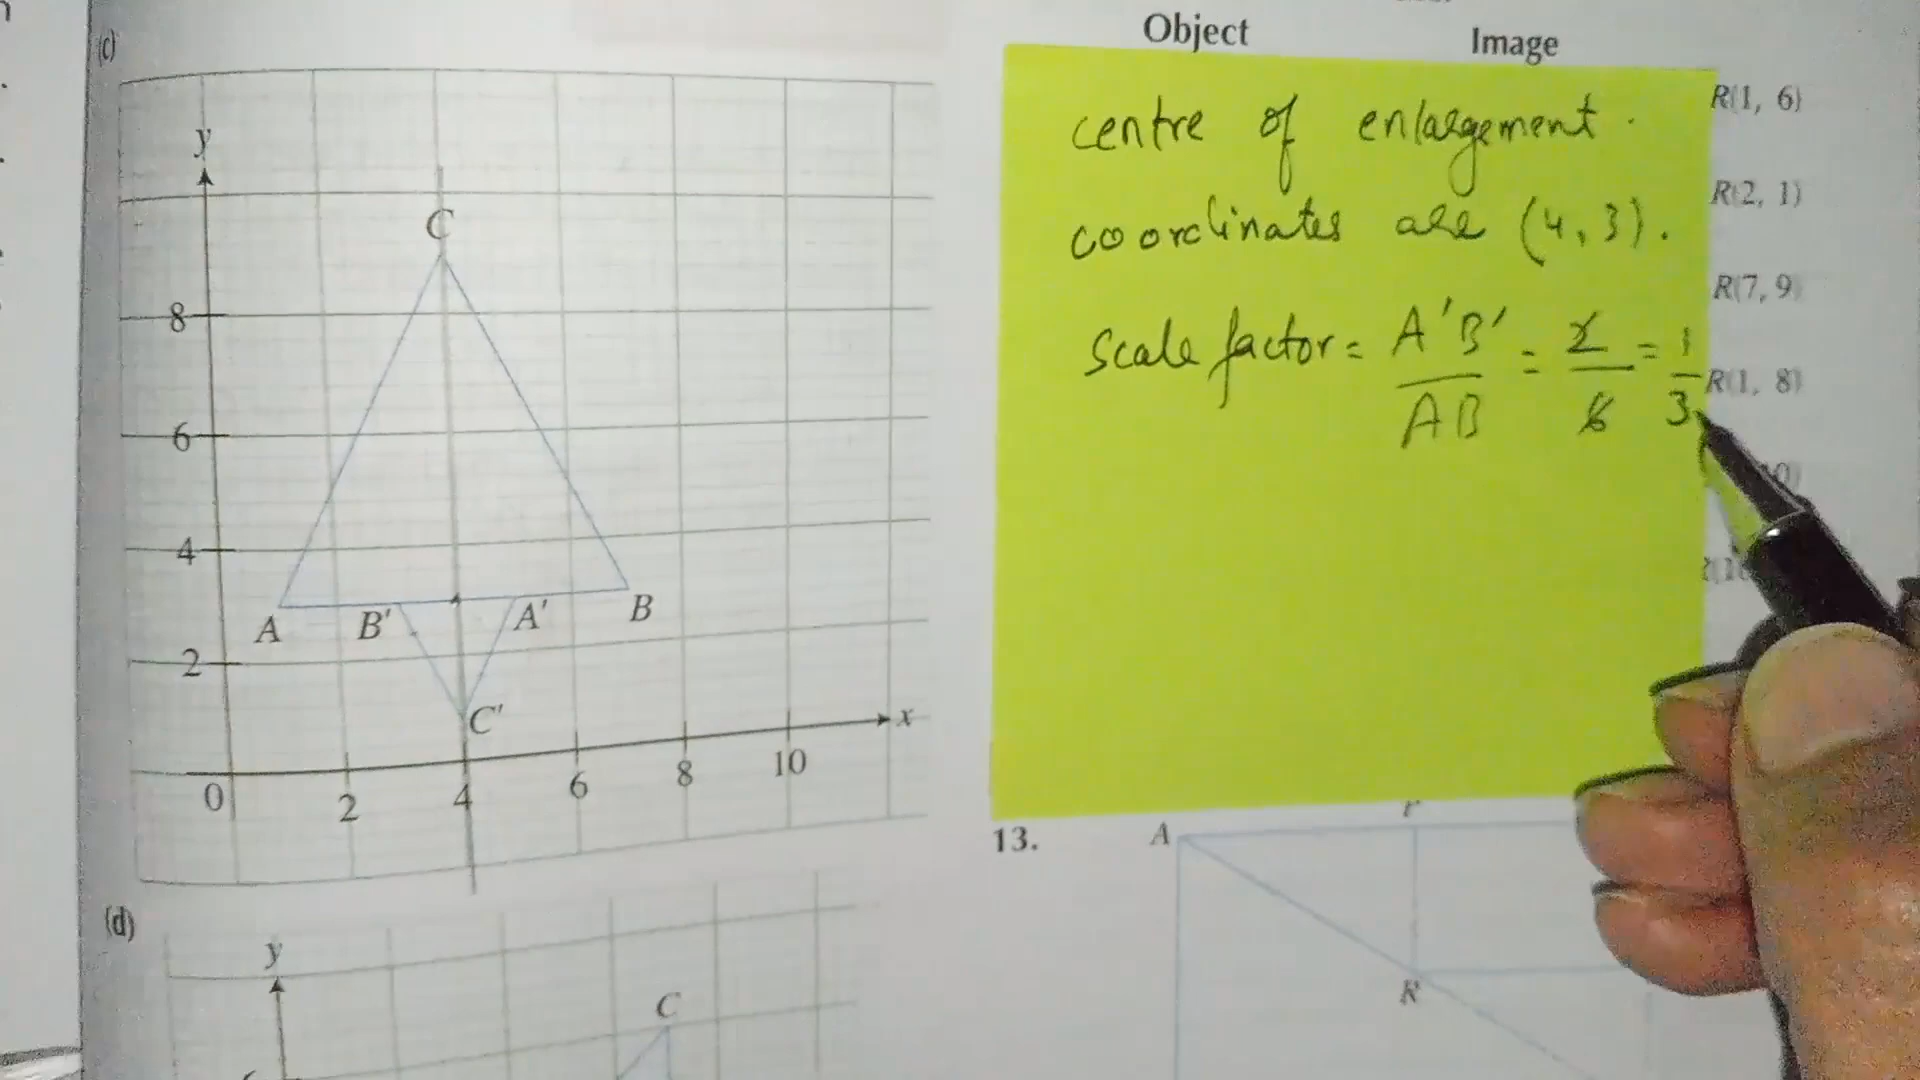 (c)
y
C
8
6
4
A
B'
A'
B
2
C'
x
0
2
4
6
8
10
(d)
y
C
Object
Image
centre of enlargement.
coordinates are (4, 3).
Scale factor = A'B' / AB = 2/6 = 1/3
R(1, 6)
R(2, 1)
R(7, 9)
R(1, 8)
13.
A
R